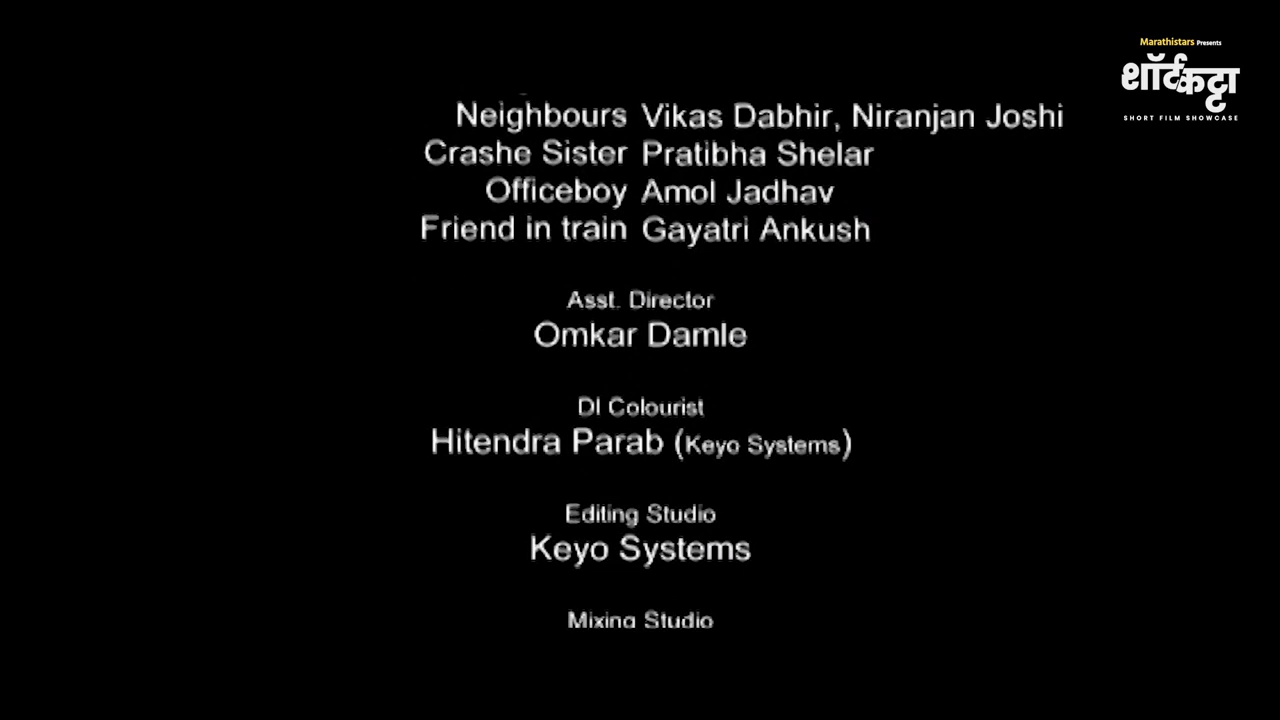 Marathistars Presents
शॉर्टकट्टा
SHORT FILM SHOWCASE
Neighbours Vikas Dabhir, Niranjan Joshi
Crashe Sister Pratibha Shelar
Officeboy Amol Jadhav
Friend in train Gayatri Ankush
Asst. Director
Omkar Damle
DI Colourist
Hitendra Parab (Keyo Systems)
Editing Studio
Keyo Systems
Mixing Studio